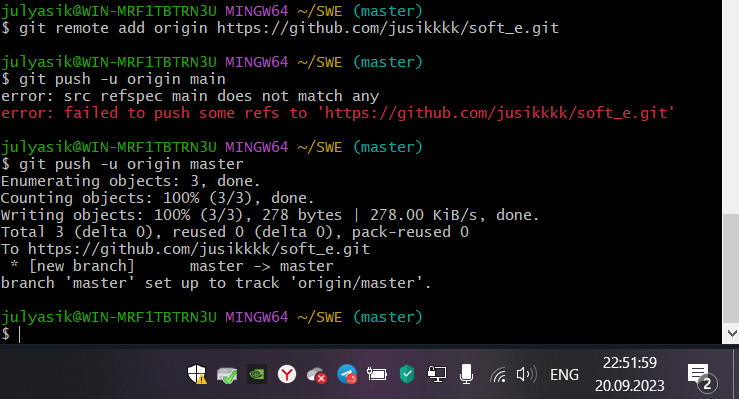 julyasik@WIN-MRF1TBTRN3U MINGW64 ~/SWE (master)
$ git remote add origin https://github.com/jusikkkk/soft_e.git
julyasik@WIN-MRF1TBTRN3U MINGW64 ~/SWE (master)
$ git push -u origin main
error: src refspec main does not match any
error: failed to push some refs to 'https://github.com/jusikkkk/soft_e.git'
julyasik@WIN-MRF1TBTRN3U MINGW64 ~/SWE (master)
$ git push -u origin master
Enumerating objects: 3, done.
Counting objects: 100% (3/3), done.
Writing objects: 100% (3/3), 278 bytes | 278.00 KiB/s, done.
Total 3 (delta 0), reused 0 (delta 0), pack-reused 0
To https://github.com/jusikkkk/soft_e.git
 * [new branch]      master -> master
branch 'master' set up to track 'origin/master'.
julyasik@WIN-MRF1TBTRN3U MINGW64 ~/SWE (master)
$
ENG
22:51:59
20.09.2023
2